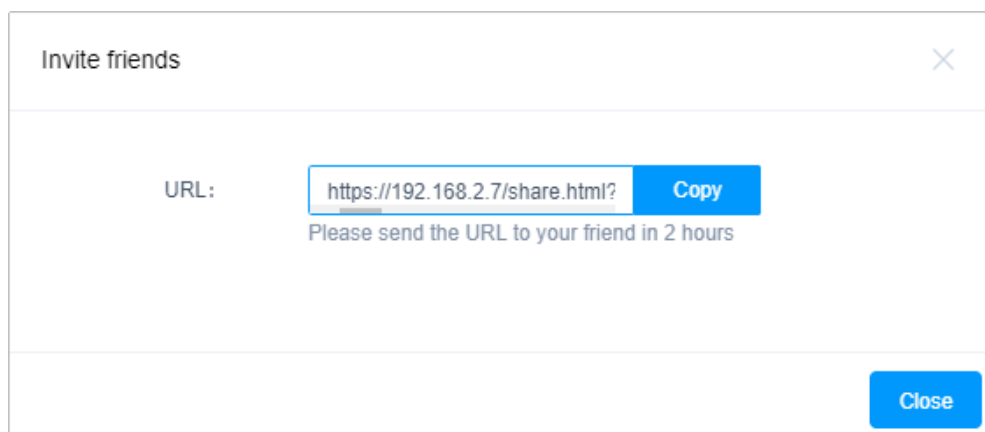 Invite friends
URL: https://192.168.2.7/share.html? Copy
Please send the URL to your friend in 2 hours
Close